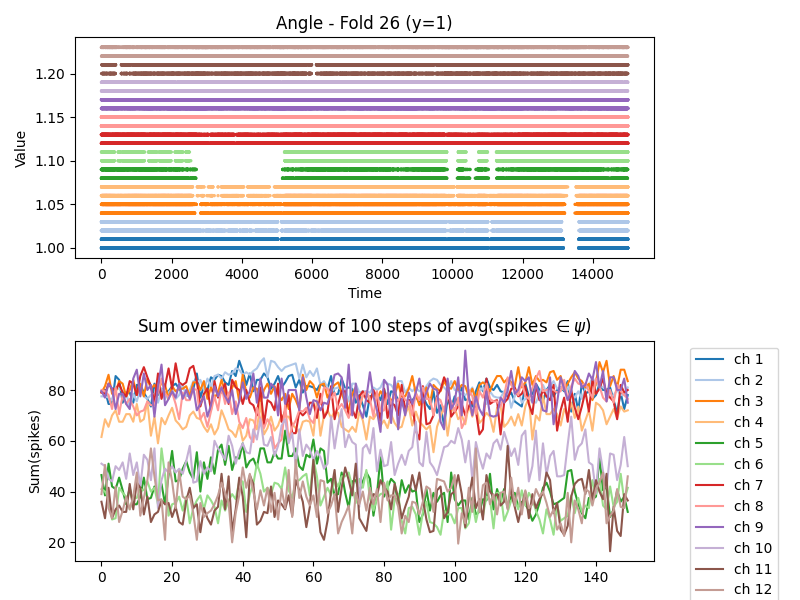 Angle - Fold 26 (y=1)
1.20
1.15
1.10
1.05
1.00
Value
0 2000 4000 6000 8000 10000 12000 14000
Time
Sum over timewindow of 100 steps of avg(spikes ∈ ψ)
80
60
40
20
Sum(spikes)
0 20 40 60 80 100 120 140
ch 1
ch 2
ch 3
ch 4
ch 5
ch 6
ch 7
ch 8
ch 9
ch 10
ch 11
ch 12